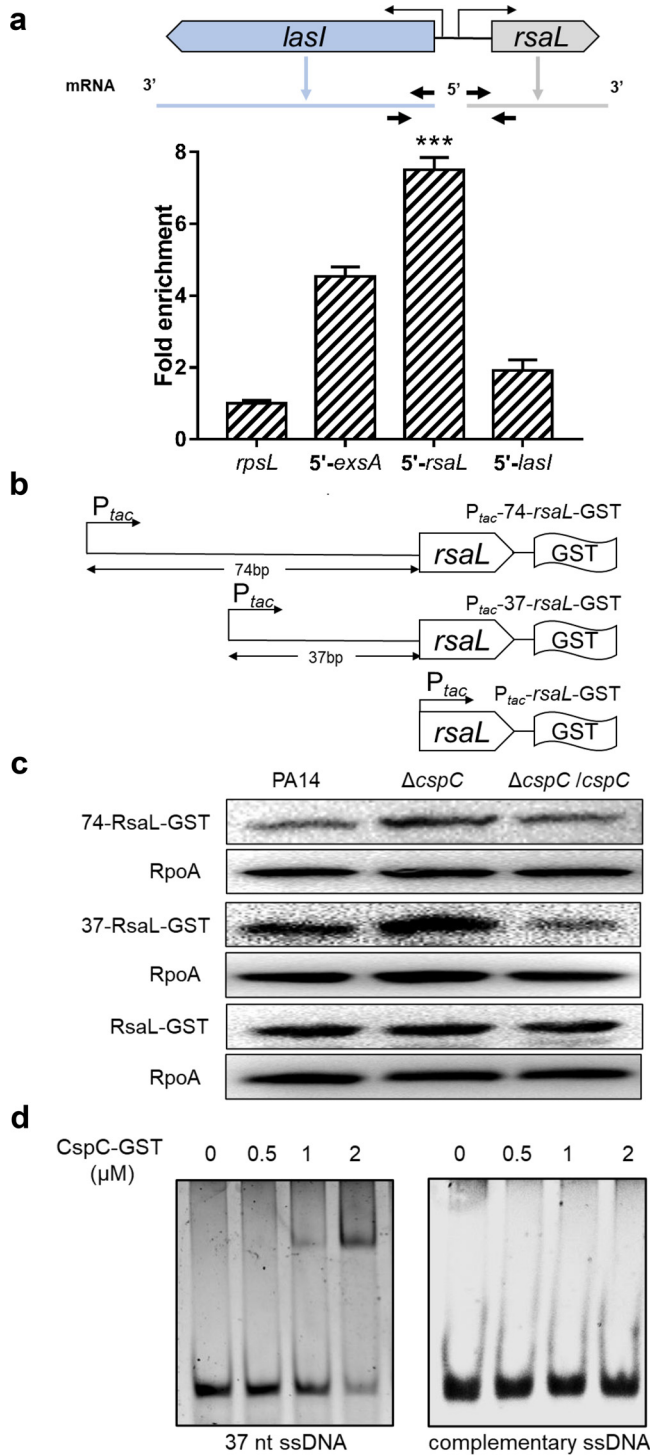 a
lasI
rsaL
mRNA
3’
5’
3’
***
Fold enrichment
8
6
4
2
0
rpsL
5'-exsA
5'-rsaL
5'-lasI
b
Ptac
Ptac-74-rsaL-GST
rsaL
GST
74bp
Ptac
Ptac-37-rsaL-GST
rsaL
GST
37bp
Ptac
Ptac-rsaL-GST
rsaL
GST
c
PA14
ΔcspC
ΔcspC /cspC
74-RsaL-GST
RpoA
37-RsaL-GST
RpoA
RsaL-GST
RpoA
d
CspC-GST
(μM)
0 0.5 1 2
0 0.5 1 2
37 nt ssDNA
complementary ssDNA